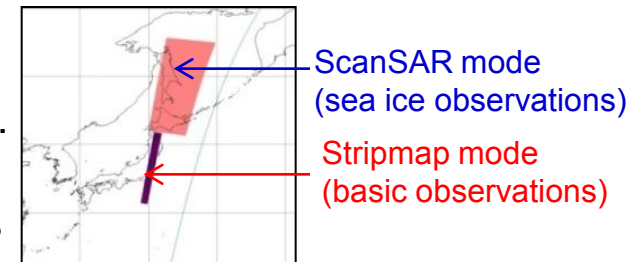 ScanSAR mode
(sea ice observations)
Stripmap mode
(basic observations)